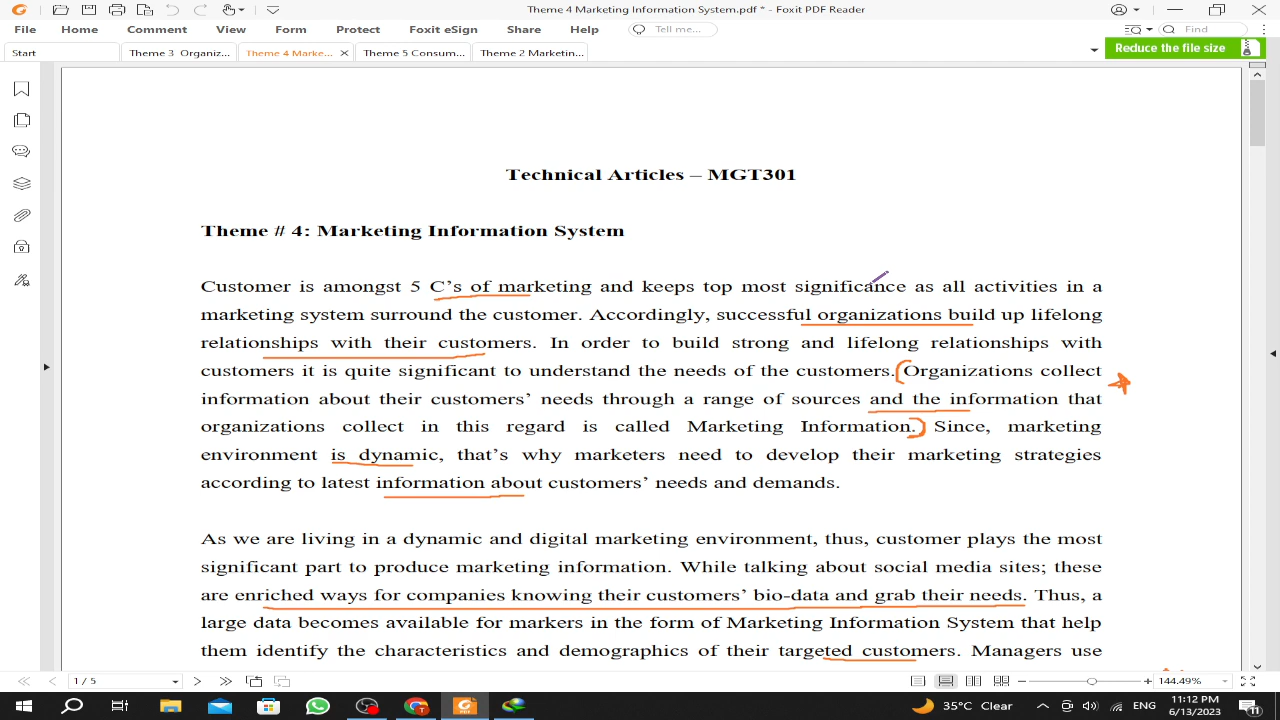 Theme 4 Marketing Information System.pdf * - Foxit PDF Reader
File Home Comment View Form Protect Foxit eSign Share Help Tell me... Find
Start Theme 3 Organiz... Theme 4 Marke... Theme 5 Consum... Theme 2 Marketin... Reduce the file size
Technical Articles – MGT301
Theme # 4: Marketing Information System
Customer is amongst 5 C's of marketing and keeps top most significance as all activities in a
marketing system surround the customer. Accordingly, successful organizations build up lifelong
relationships with their customers. In order to build strong and lifelong relationships with
customers it is quite significant to understand the needs of the customers. Organizations collect
information about their customers' needs through a range of sources and the information that
organizations collect in this regard is called Marketing Information. Since, marketing
environment is dynamic, that's why marketers need to develop their marketing strategies
according to latest information about customers' needs and demands.
As we are living in a dynamic and digital marketing environment, thus, customer plays the most
significant part to produce marketing information. While talking about social media sites; these
are enriched ways for companies knowing their customers' bio-data and grab their needs. Thus, a
large data becomes available for markers in the form of Marketing Information System that help
them identify the characteristics and demographics of their targeted customers. Managers use
1 / 5 144.49%
35°C Clear ENG 11:12 PM
6/13/2023 11